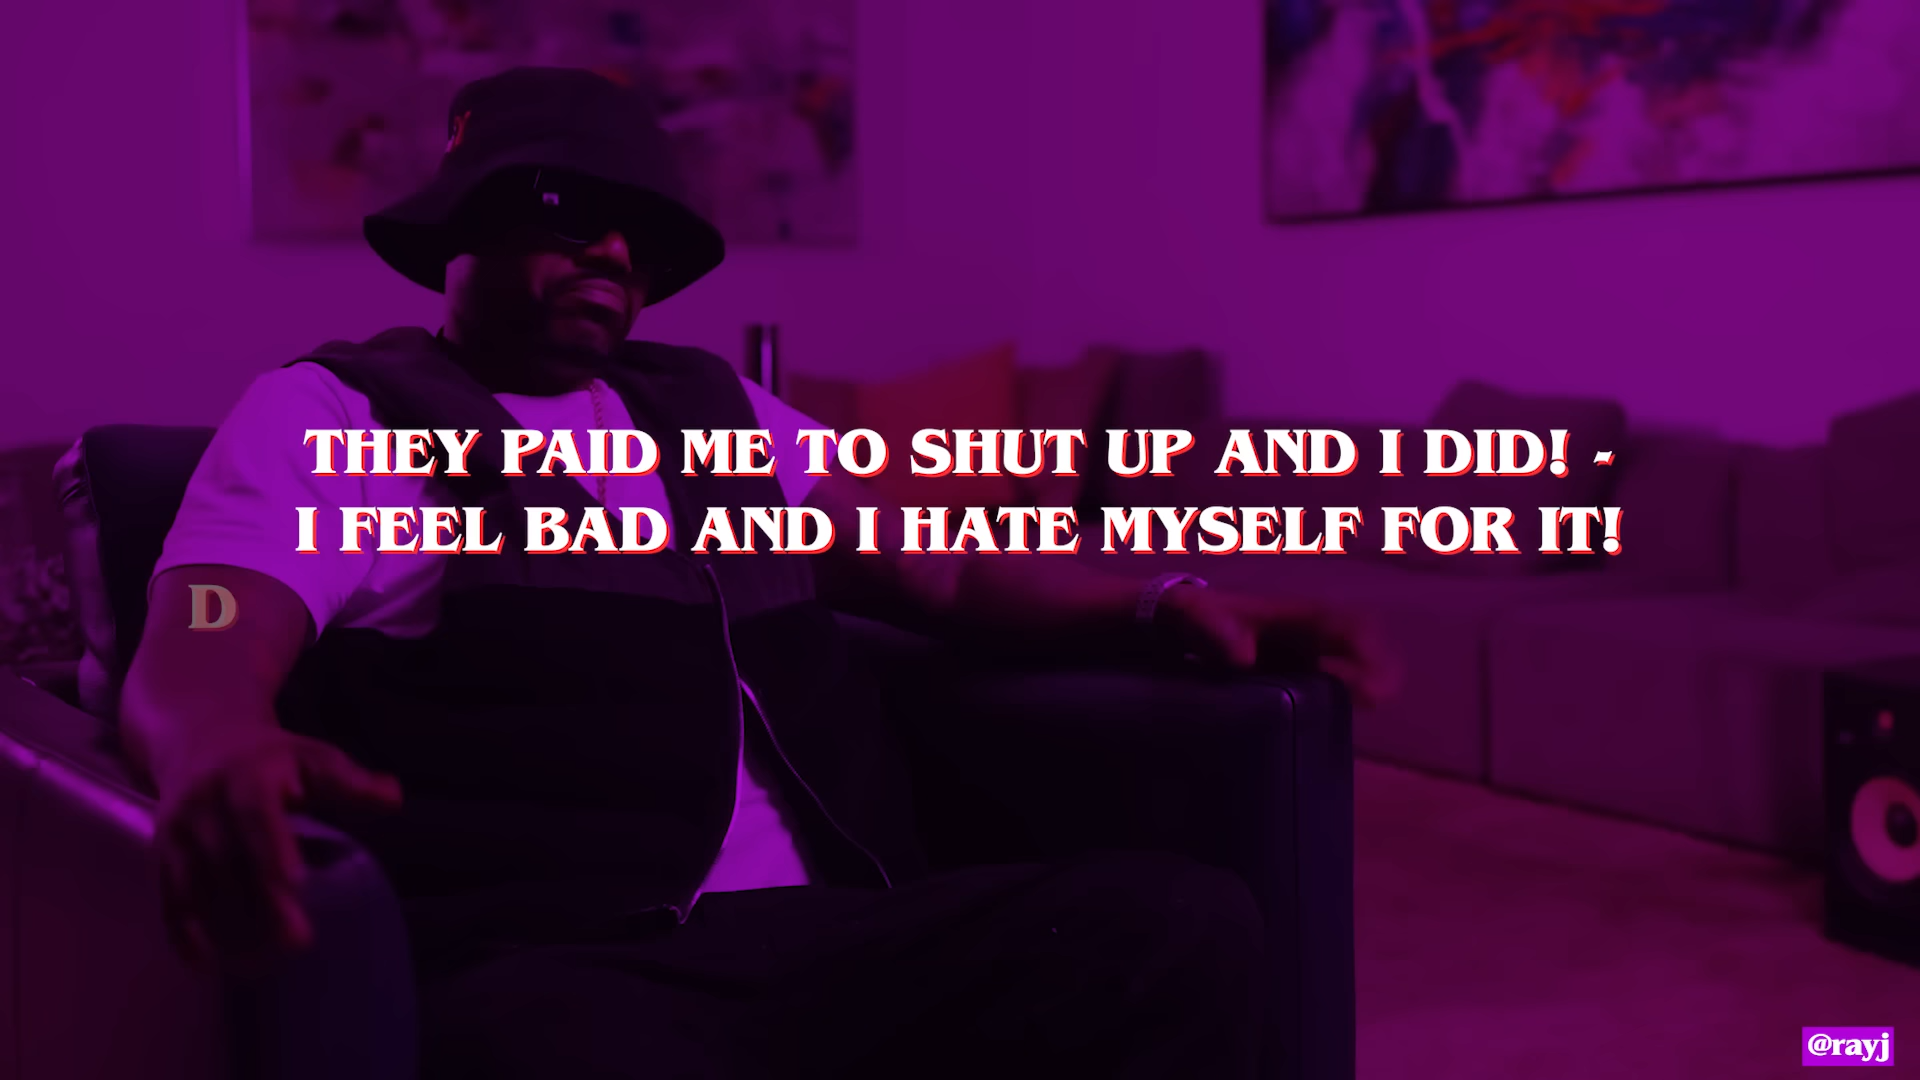 THEY PAID ME TO SHUT UP AND I DID! -
I FEEL BAD AND I HATE MYSELF FOR IT!
D
@rayj